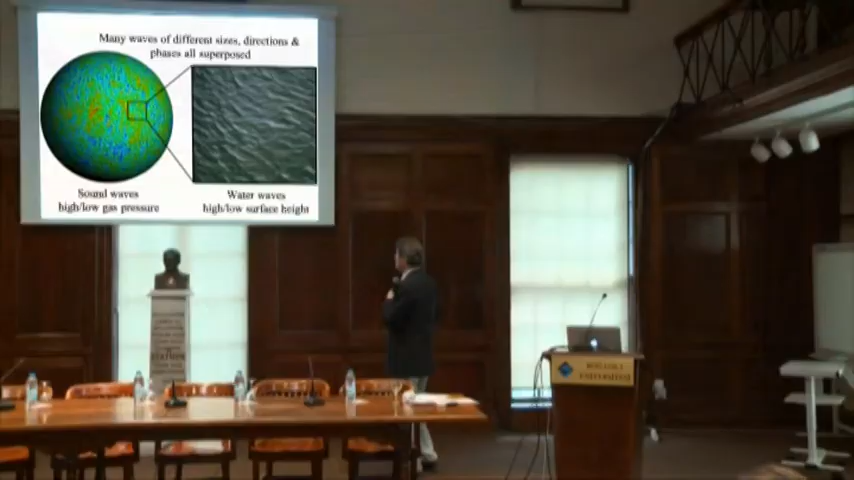 Many waves of different sizes, directions &
phases all superposed
Sound waves
high/low gas pressure
Water waves
high/low surface height